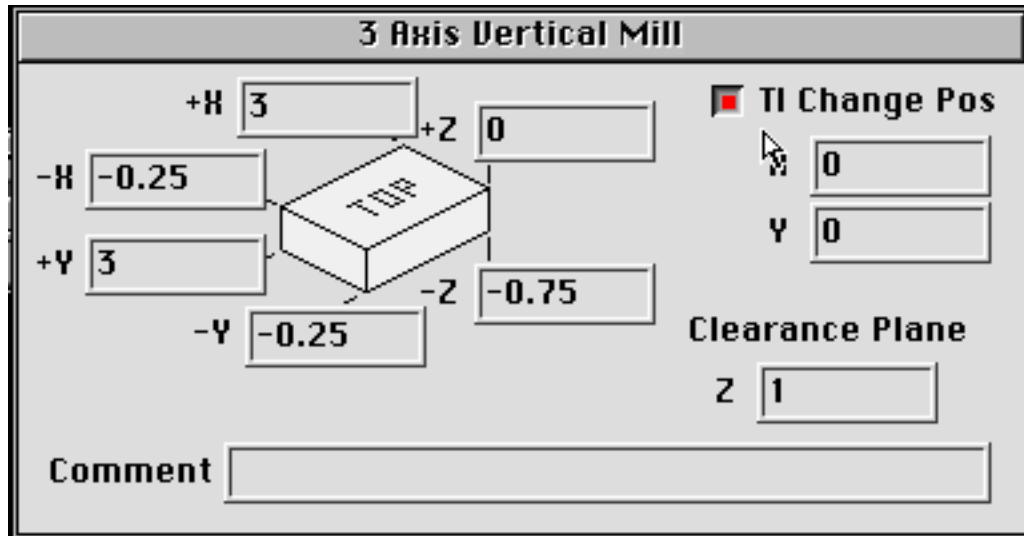 3 Axis Vertical Mill
+X 3
+Z 0
Tl Change Pos
-X -0.25
TOP
X 0
+Y 3
Y 0
-Z -0.75
-Y -0.25
Clearance Plane
Z 1
Comment